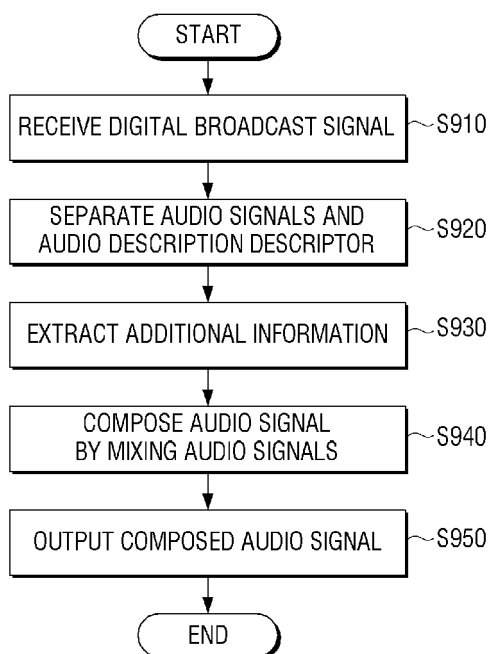 START
RECEIVE DIGITAL BROADCAST SIGNAL
S910
SEPARATE AUDIO SIGNALS AND
AUDIO DESCRIPTION DESCRIPTOR
S920
EXTRACT ADDITIONAL INFORMATION
S930
COMPOSE AUDIO SIGNAL
BY MIXING AUDIO SIGNALS
S940
OUTPUT COMPOSED AUDIO SIGNAL
S950
END